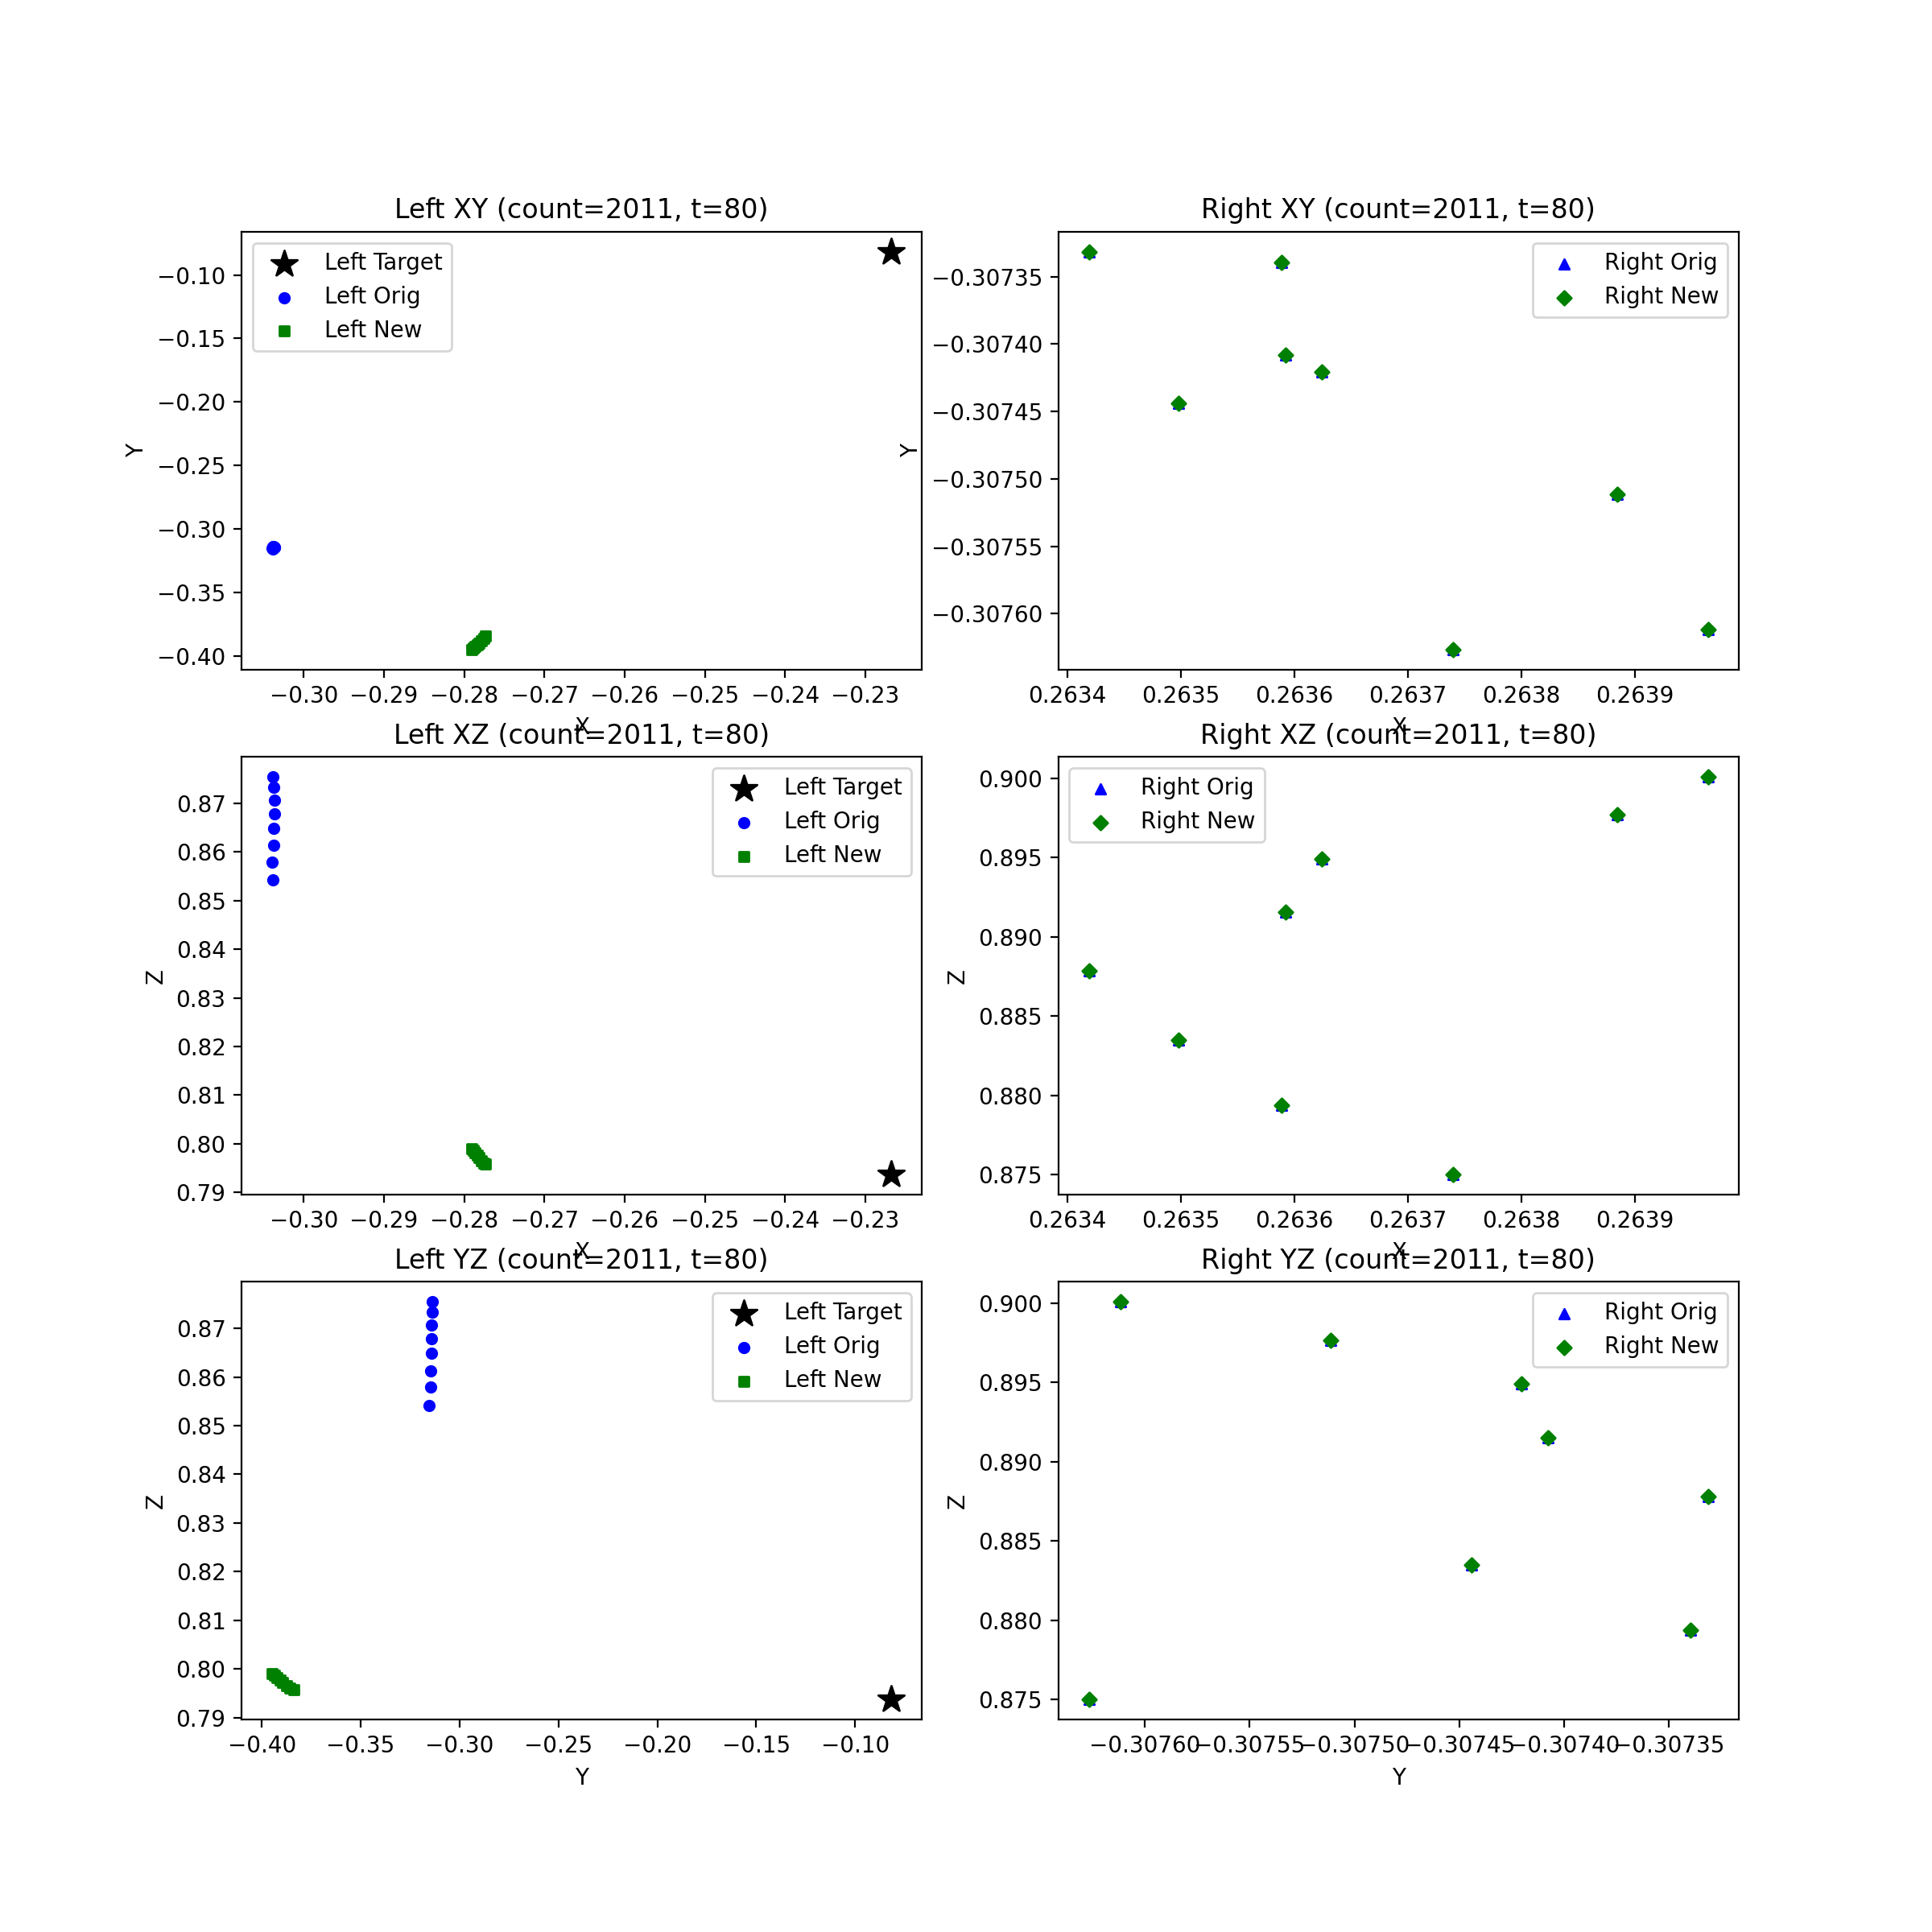 Left XY (count=2011, t=80)
Left Target
Left Orig
Left New
−0.10
−0.15
−0.20
−0.25
−0.30
−0.35
−0.40
Y
−0.30
−0.29
−0.28
−0.27
−0.26
−0.25
−0.24
−0.23
X
Right XY (count=2011, t=80)
Right Orig
Right New
−0.30735
−0.30740
−0.30745
−0.30750
−0.30755
−0.30760
Y
0.2634
0.2635
0.2636
0.2637
0.2638
0.2639
X
Left XZ (count=2011, t=80)
Left Target
Left Orig
Left New
0.87
0.86
0.85
0.84
0.83
0.82
0.81
0.80
0.79
Z
−0.30
−0.29
−0.28
−0.27
−0.26
−0.25
−0.24
−0.23
X
Right XZ (count=2011, t=80)
Right Orig
Right New
0.900
0.895
0.890
0.885
0.880
0.875
Z
0.2634
0.2635
0.2636
0.2637
0.2638
0.2639
X
Left YZ (count=2011, t=80)
Left Target
Left Orig
Left New
0.87
0.86
0.85
0.84
0.83
0.82
0.81
0.80
0.79
Z
−0.40
−0.35
−0.30
−0.25
−0.20
−0.15
−0.10
Y
Right YZ (count=2011, t=80)
Right Orig
Right New
0.900
0.895
0.890
0.885
0.880
0.875
Z
−0.30760
−0.30755
−0.30750
−0.30745
−0.30740
−0.30735
Y